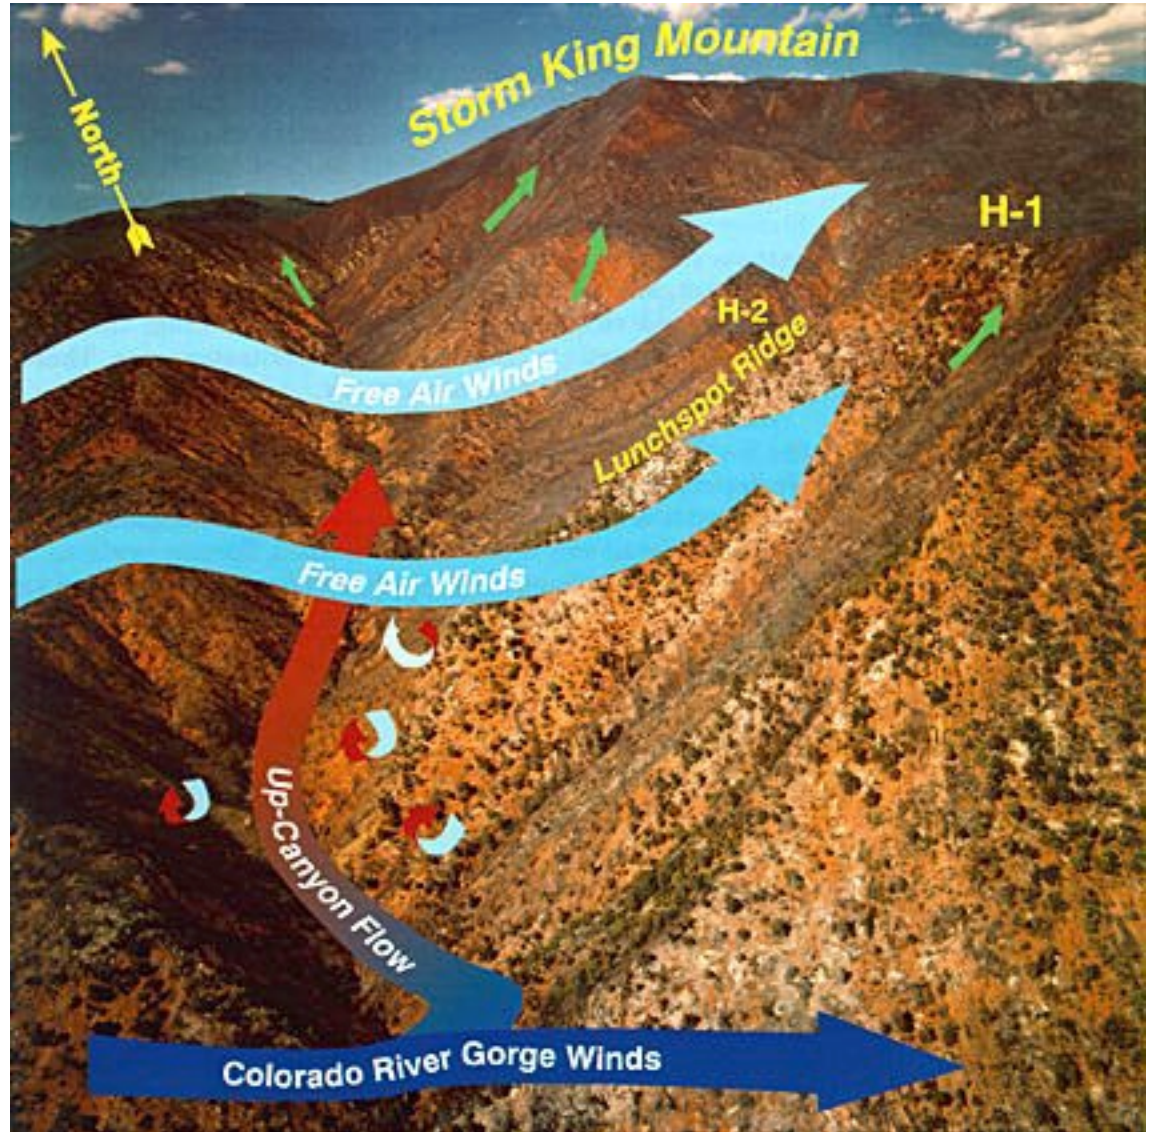 Storm King Mountain
North
H-1
H-2
Free Air Winds
Lunchspot Ridge
Free Air Winds
Up-Canyon Flow
Colorado River Gorge Winds